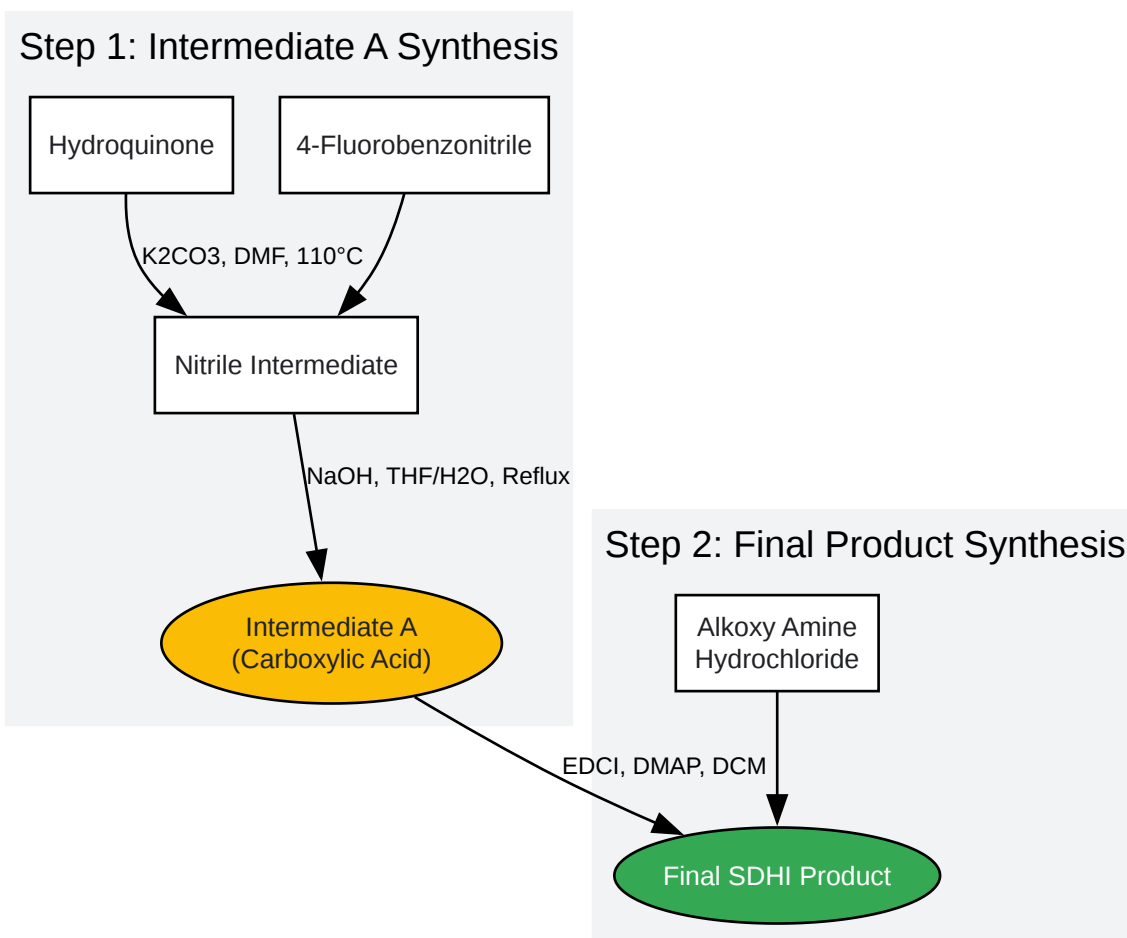 Step 1: Intermediate A Synthesis
Hydroquinone
4-Fluorobenzonitrile
K2CO3, DMF, 110°C
Nitrile Intermediate
NaOH, THF/H2O, Reflux
Intermediate A
(Carboxylic Acid)
Step 2: Final Product Synthesis
Alkoxy Amine
Hydrochloride
EDCI, DMAP, DCM
Final SDHI Product